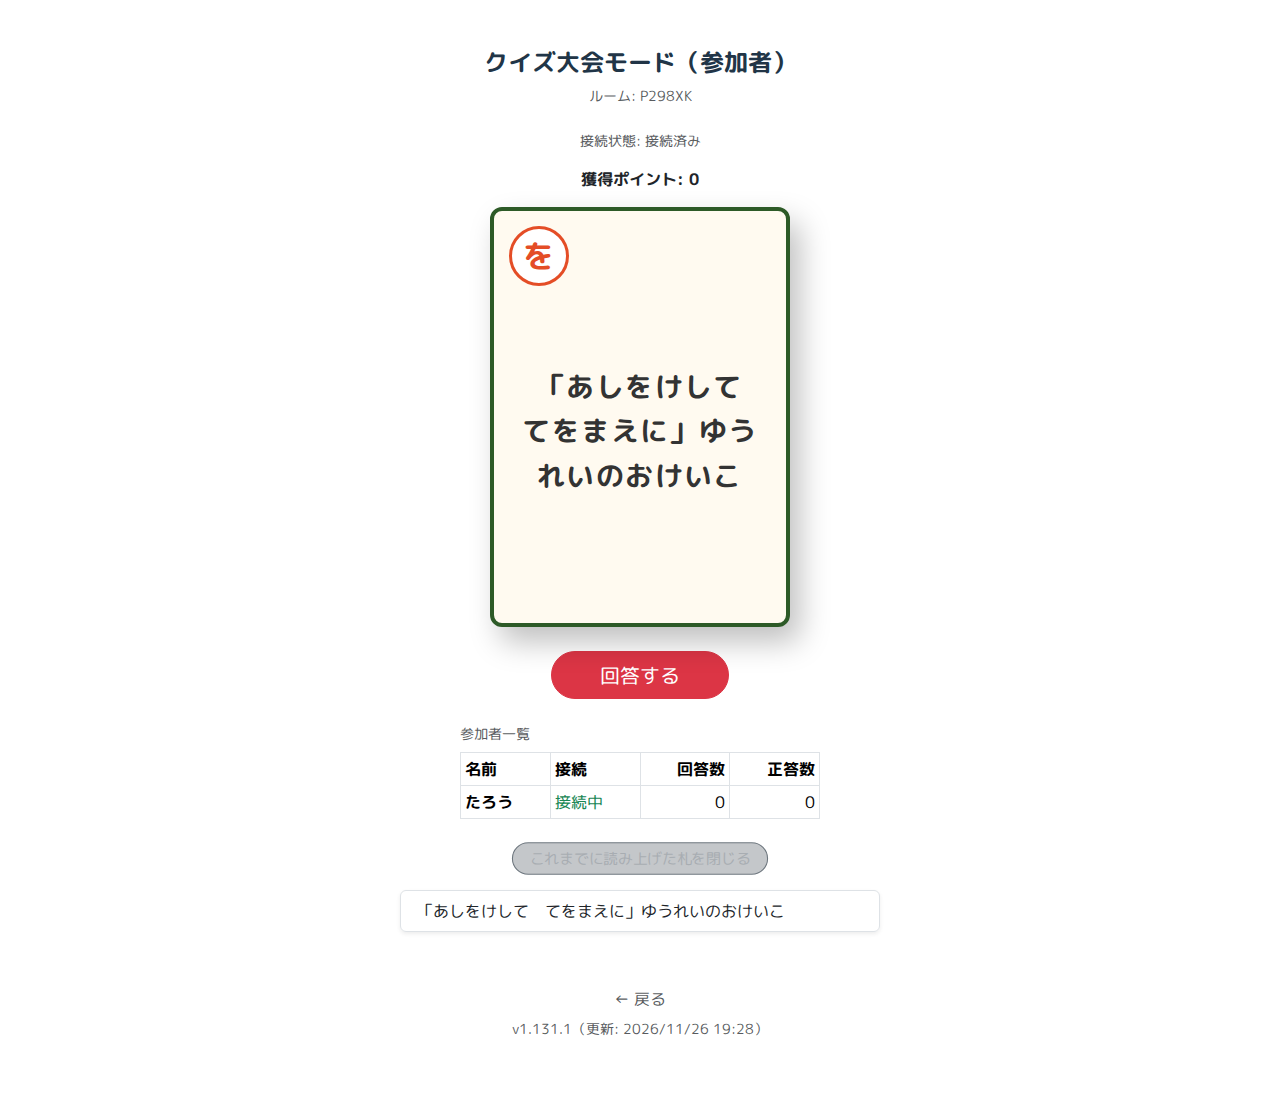 クイズ大会モード（参加者）
ルーム: P298XK
接続状態: 接続済み
獲得ポイント: 0
を
「あしをけして
てをまえに」ゆう
れいのおけいこ
回答する
参加者一覧
名前 接続 回答数 正答数
たろう 接続中 0 0
これまでに読み上げた札を閉じる
「あしをけして　てをまえに」ゆうれいのおけいこ
← 戻る
v1.131.1（更新: 2026/11/26 19:28）